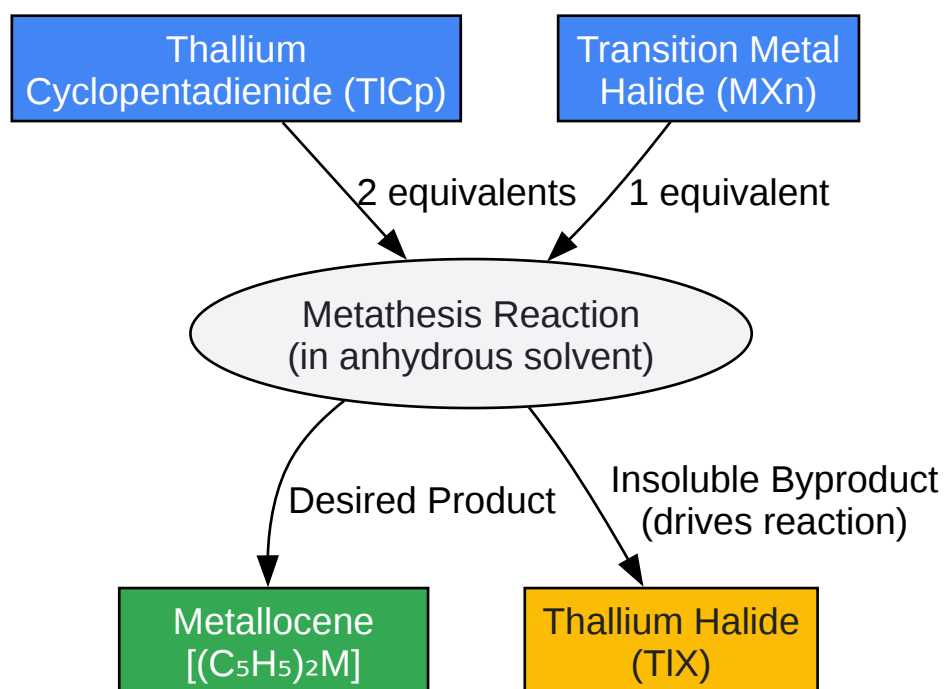 Thallium
Cyclopentadienide (TlCp)
Transition Metal
Halide (MXn)
2 equivalents
1 equivalent
Metathesis Reaction
(in anhydrous solvent)
Desired Product
Insoluble Byproduct
(drives reaction)
Metallocene
[(C₅H₅)₂M]
Thallium Halide
(TlX)